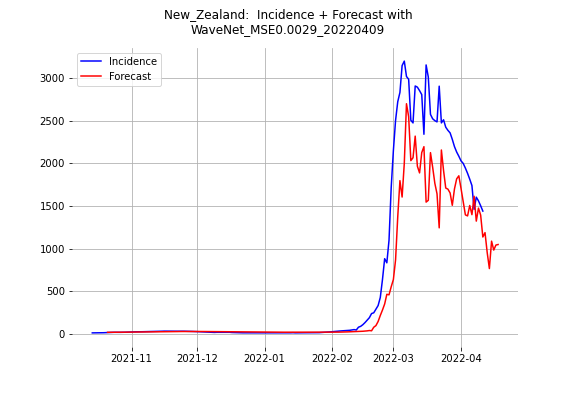 New_Zealand:  Incidence + Forecast with
WaveNet_MSE0.0029_20220409
Incidence
Forecast
3000
2500
2000
1500
1000
500
0
2021-11 2021-12 2022-01 2022-02 2022-03 2022-04